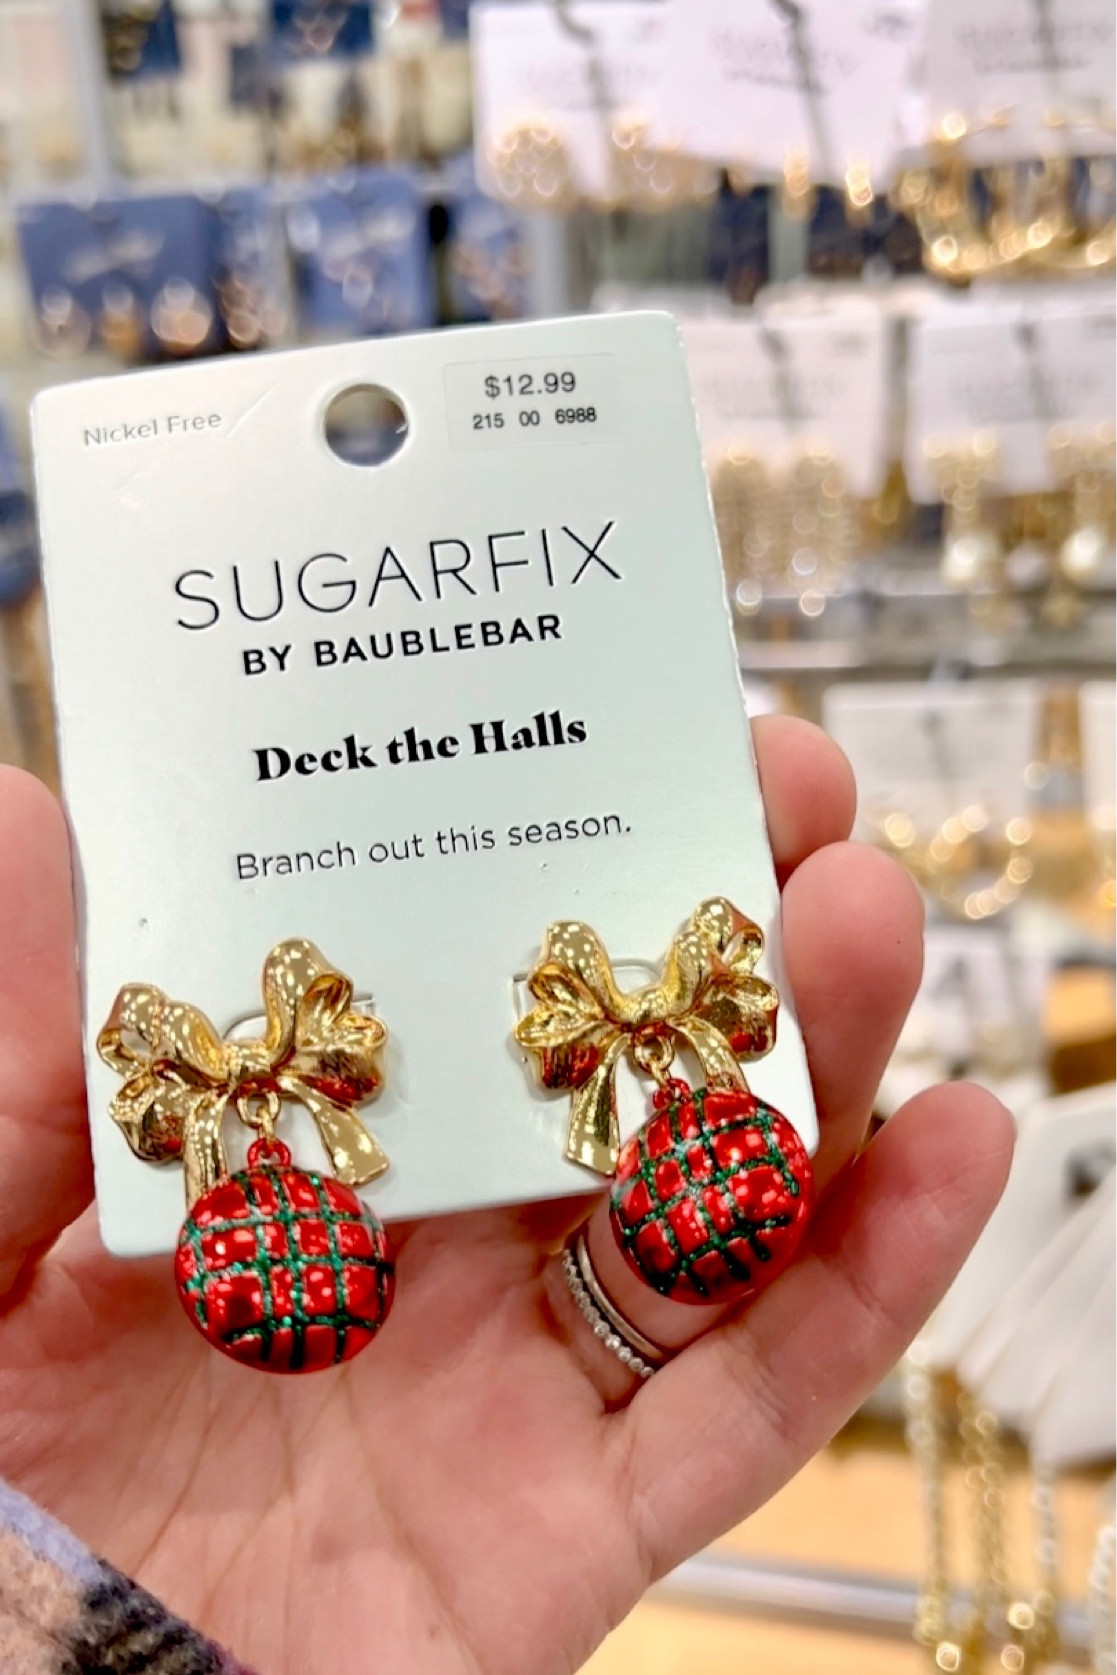 Nickel Free
$12.99
215 00 6988
SUGARFIX
BY BAUBLEBAR
Deck the Halls
Branch out this season.